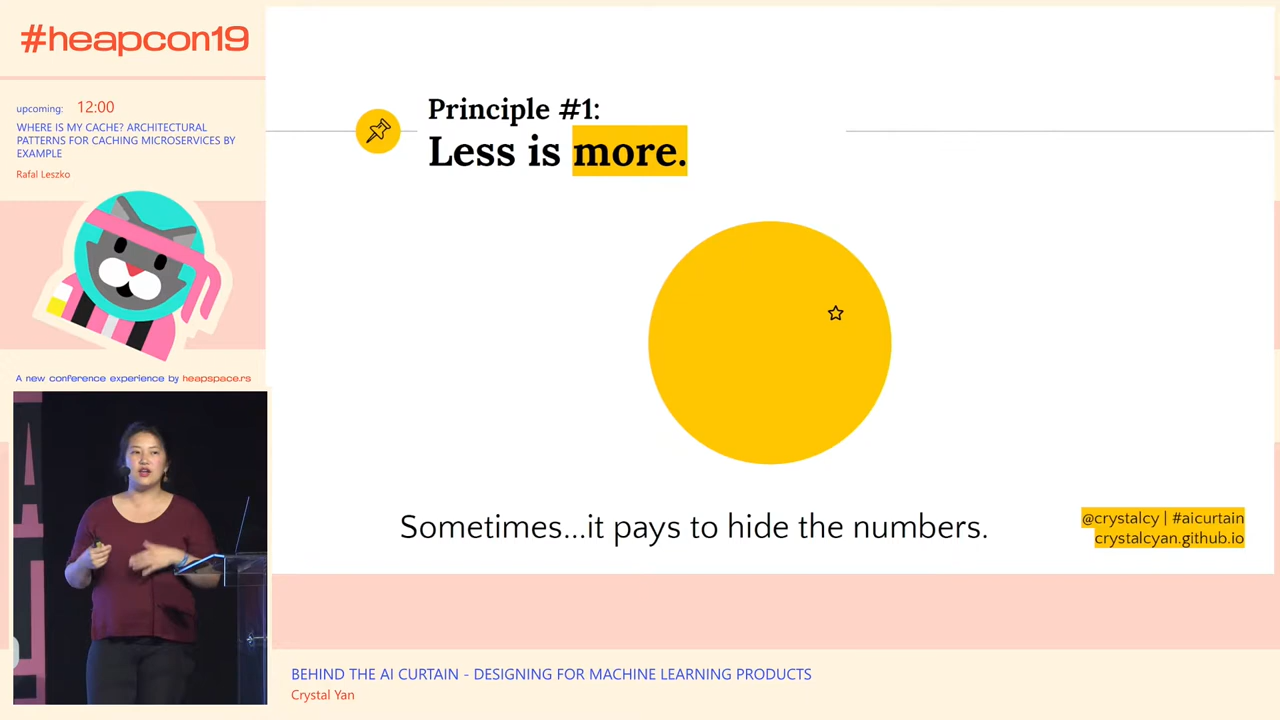 #heapcon19
upcoming: 12:00
WHERE IS MY CACHE? ARCHITECTURAL
PATTERNS FOR CACHING MICROSERVICES BY
EXAMPLE
Rafal Leszko
A new conference experience by heapspace.rs
Principle #1:
Less is more.
Sometimes...it pays to hide the numbers.
@crystalcy | #aicurtain
crystalcyan.github.io
BEHIND THE AI CURTAIN - DESIGNING FOR MACHINE LEARNING PRODUCTS
Crystal Yan